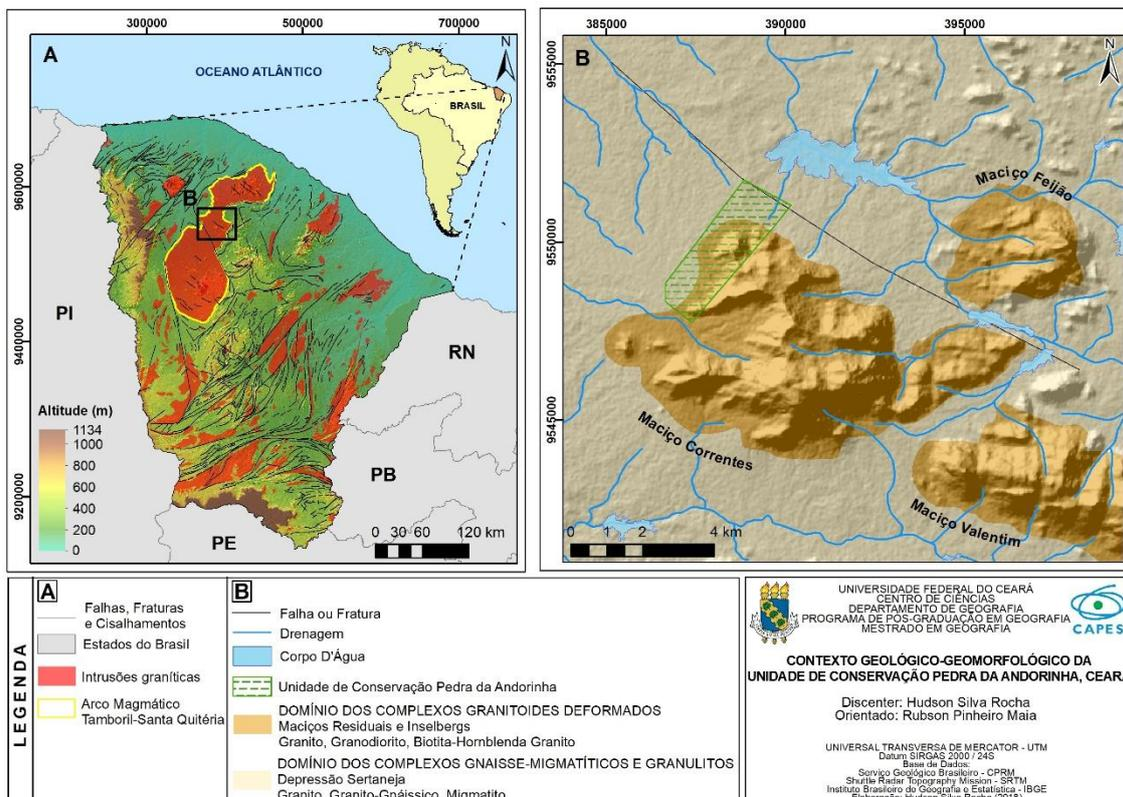 300000 500000 700000
A
OCEANO ATLÂNTICO
N
BRASIL
9600000
9400000
9200000
B
PI
RN
PB
PE
Altitude (m)
1134
1000
800
600
400
200
0
0 30 60 120 km
385000 390000 395000
B
N
9555000
9550000
9545000
Maciço Feijão
Maciço Correntes
Maciço Valentim
0 1 2 4 km
LEGENDA
A
Falhas, Fraturas
e Cisalhamentos
Estados do Brasil
Intrusões graníticas
Arco Magmático
Tamboril-Santa Quitéria
B
Falha ou Fratura
Drenagem
Corpo D'Água
Unidade de Conservação Pedra da Andorinha
DOMÍNIO DOS COMPLEXOS GRANITOIDES DEFORMADOS
Maciços Residuais e Inselbergs
Granito, Granodiorito, Biotita-Hornblenda Granito
DOMÍNIO DOS COMPLEXOS GNAISSE-MIGMATÍTICOS E GRANULITOS
Depressão Sertaneja
Granito, Granito-Gnáissico, Migmatito
UNIVERSIDADE FEDERAL DO CEARÁ
CENTRO DE CIÊNCIAS
DEPARTAMENTO DE GEOGRAFIA
PROGRAMA DE PÓS-GRADUAÇÃO EM GEOGRAFIA
MESTRADO EM GEOGRAFIA
CAPES
CONTEXTO GEOLÓGICO-GEOMORFOLÓGICO DA
UNIDADE DE CONSERVAÇÃO PEDRA DA ANDORINHA, CEARÁ
Discenter: Hudson Silva Rocha
Orientado: Rubson Pinheiro Maia
UNIVERSAL TRANSVERSA DE MERCATOR - UTM
Datum SIRGAS 2000 / 24S
Base de Dados:
Serviço Geológico Brasileiro - CPRM
Shuttle Radar Topography Mission - SRTM
Instituto Brasileiro de Geografia e Estatística - IBGE
Elaboração: Hudson Silva Rocha (2018)